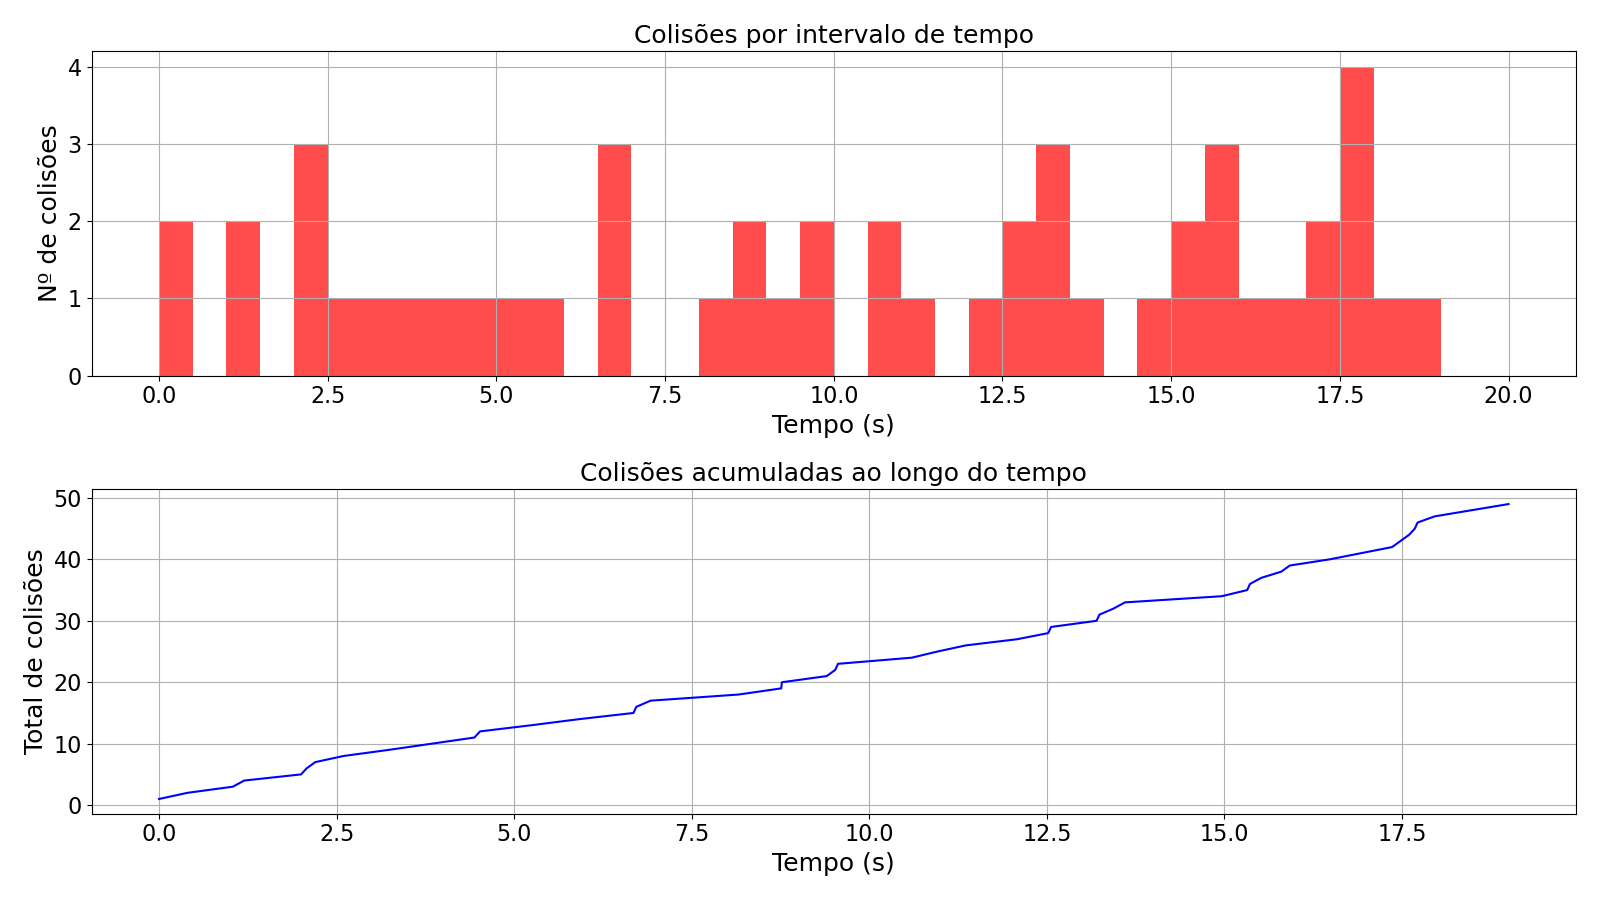 Colisões por intervalo de tempo
4
3
2
1
0
Nº de colisões
0.0 2.5 5.0 7.5 10.0 12.5 15.0 17.5 20.0
Tempo (s)
Colisões acumuladas ao longo do tempo
50
40
30
20
10
0
Total de colisões
0.0 2.5 5.0 7.5 10.0 12.5 15.0 17.5
Tempo (s)